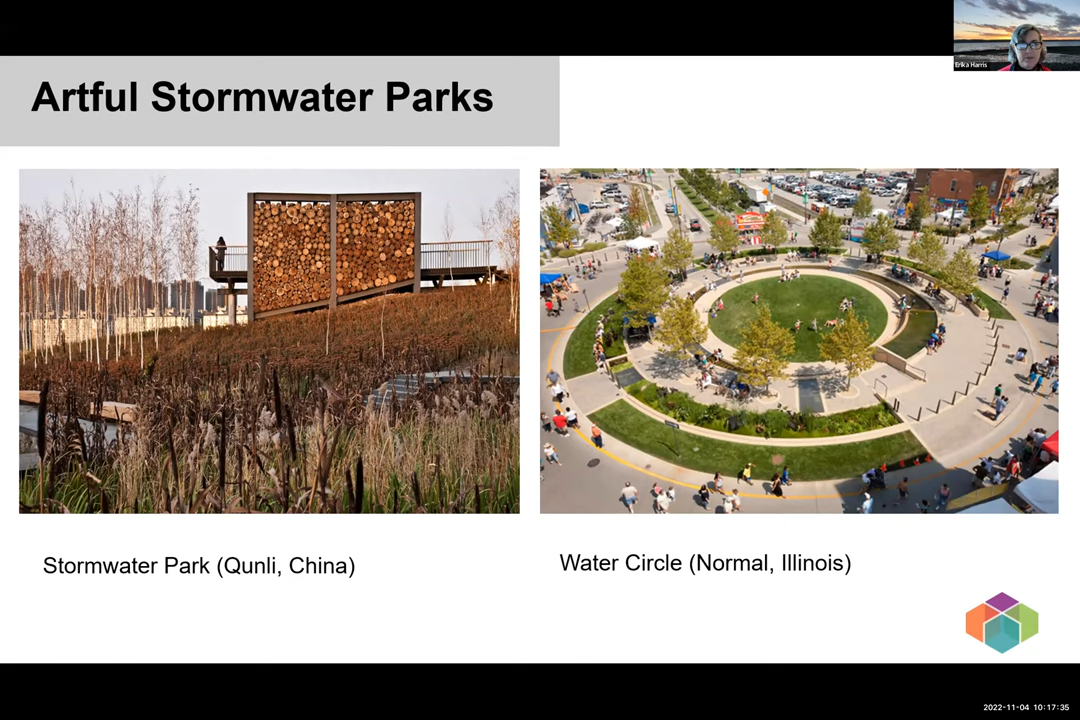 Erika Harris
Artful Stormwater Parks
Stormwater Park (Qunli, China)
Water Circle (Normal, Illinois)
2022-11-04 10:17:35